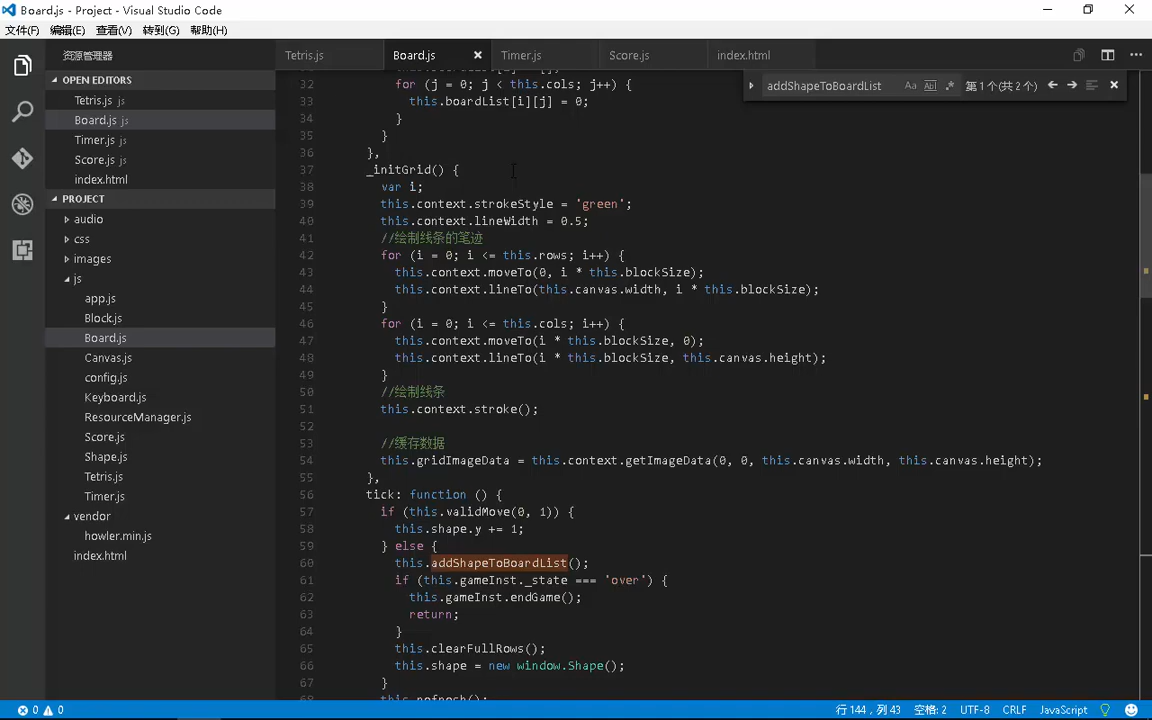 Board.js - Project - Visual Studio Code
文件(F) 编辑(E) 查看(V) 转到(G) 帮助(H)
资源管理器
Tetris.js Board.js Timer.js Score.js index.html
OPEN EDITORS
Tetris.js js
Board.js js
Timer.js js
Score.js js
index.html
PROJECT
audio
css
images
js
app.js
Block.js
Board.js
Canvas.js
config.js
Keyboard.js
ResourceManager.js
Score.js
Shape.js
Tetris.js
Timer.js
vendor
howler.min.js
index.html
addShapeToBoardList Aa Abl .* 第1个(共2个)
32 for (j = 0; j < this.cols; j++) {
33 this.boardList[i][j] = 0;
34 }
35 }
36 },
37 _initGrid() {
38 var i;
39 this.context.strokeStyle = 'green';
40 this.context.lineWidth = 0.5;
41 //绘制线条的笔迹
42 for (i = 0; i <= this.rows; i++) {
43 this.context.moveTo(0, i * this.blockSize);
44 this.context.lineTo(this.canvas.width, i * this.blockSize);
45 }
46 for (i = 0; i <= this.cols; i++) {
47 this.context.moveTo(i * this.blockSize, 0);
48 this.context.lineTo(i * this.blockSize, this.canvas.height);
49 }
50 //绘制线条
51 this.context.stroke();
52
53 //缓存数据
54 this.gridImageData = this.context.getImageData(0, 0, this.canvas.width, this.canvas.height);
55 },
56 tick: function () {
57 if (this.validMove(0, 1)) {
58 this.shape.y += 1;
59 } else {
60 this.addShapeToBoardList();
61 if (this.gameInst._state === 'over') {
62 this.gameInst.endGame();
63 return;
64 }
65 this.clearFullRows();
66 this.shape = new window.Shape();
67 }
68 this.refresh();
0 0 行 144，列 43 空格: 2 UTF-8 CRLF JavaScript